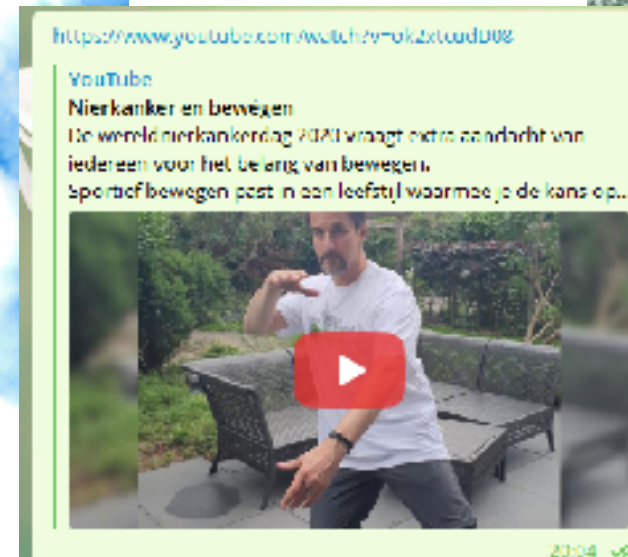 YouTube
Nierkanker en bewegen
De wereldnierkankerdag 2020 vraagt extra aandacht van
iedereen voor het belang van bewegen.
Sportief bewegen past in een leefstijl waarmee je de kans op...
20:04